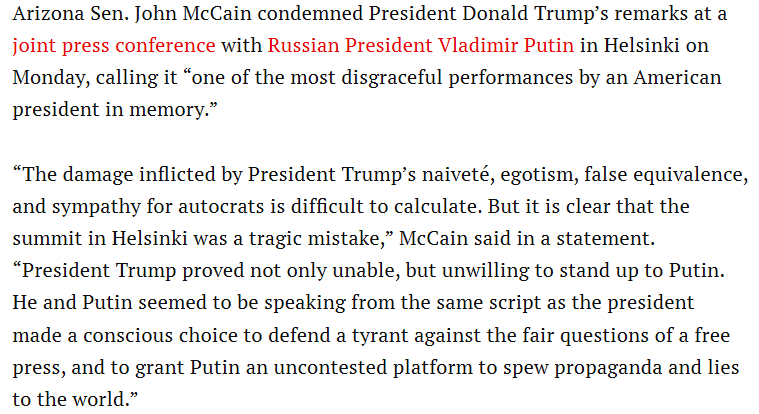 Arizona Sen. John McCain condemned President Donald Trump’s remarks at a
joint press conference with Russian President Vladimir Putin in Helsinki on
Monday, calling it “one of the most disgraceful performances by an American
president in memory.”
“The damage inflicted by President Trump’s naiveté, egotism, false equivalence,
and sympathy for autocrats is difficult to calculate. But it is clear that the
summit in Helsinki was a tragic mistake,” McCain said in a statement.
“President Trump proved not only unable, but unwilling to stand up to Putin.
He and Putin seemed to be speaking from the same script as the president
made a conscious choice to defend a tyrant against the fair questions of a free
press, and to grant Putin an uncontested platform to spew propaganda and lies
to the world.”